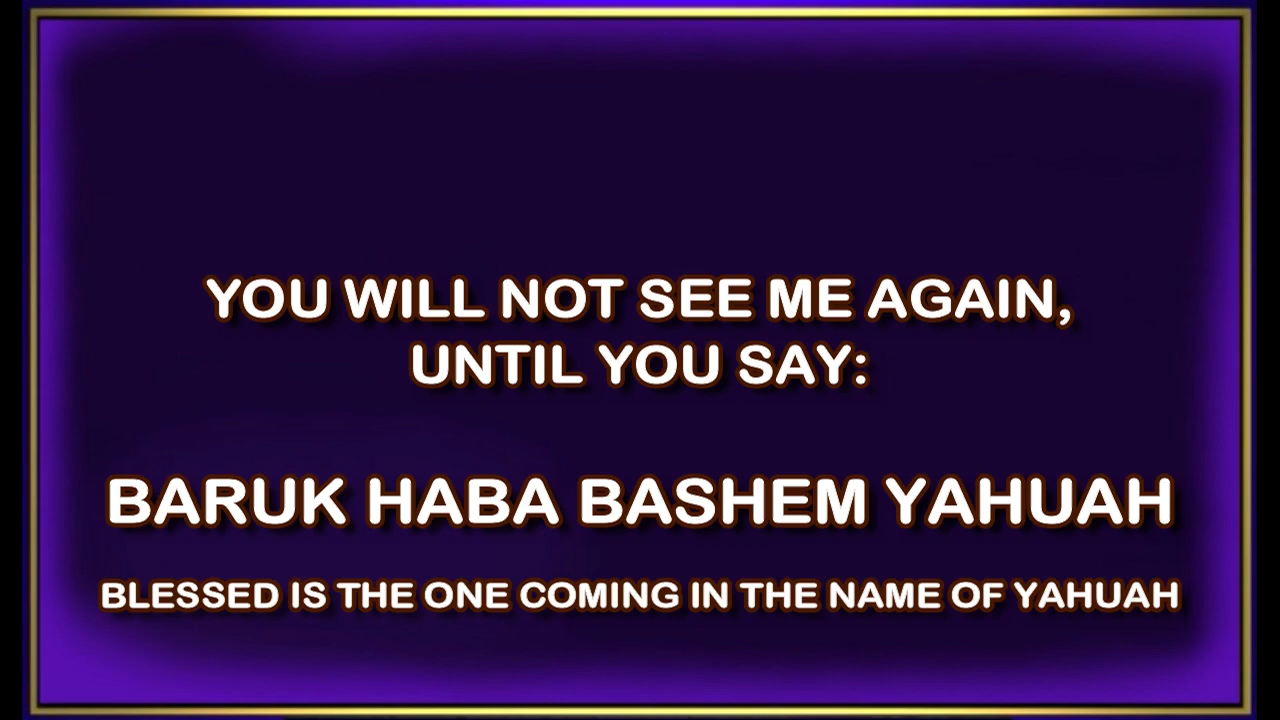 YOU WILL NOT SEE ME AGAIN,
UNTIL YOU SAY:
BARUK HABA BASHEM YAHUAH
BLESSED IS THE ONE COMING IN THE NAME OF YAHUAH